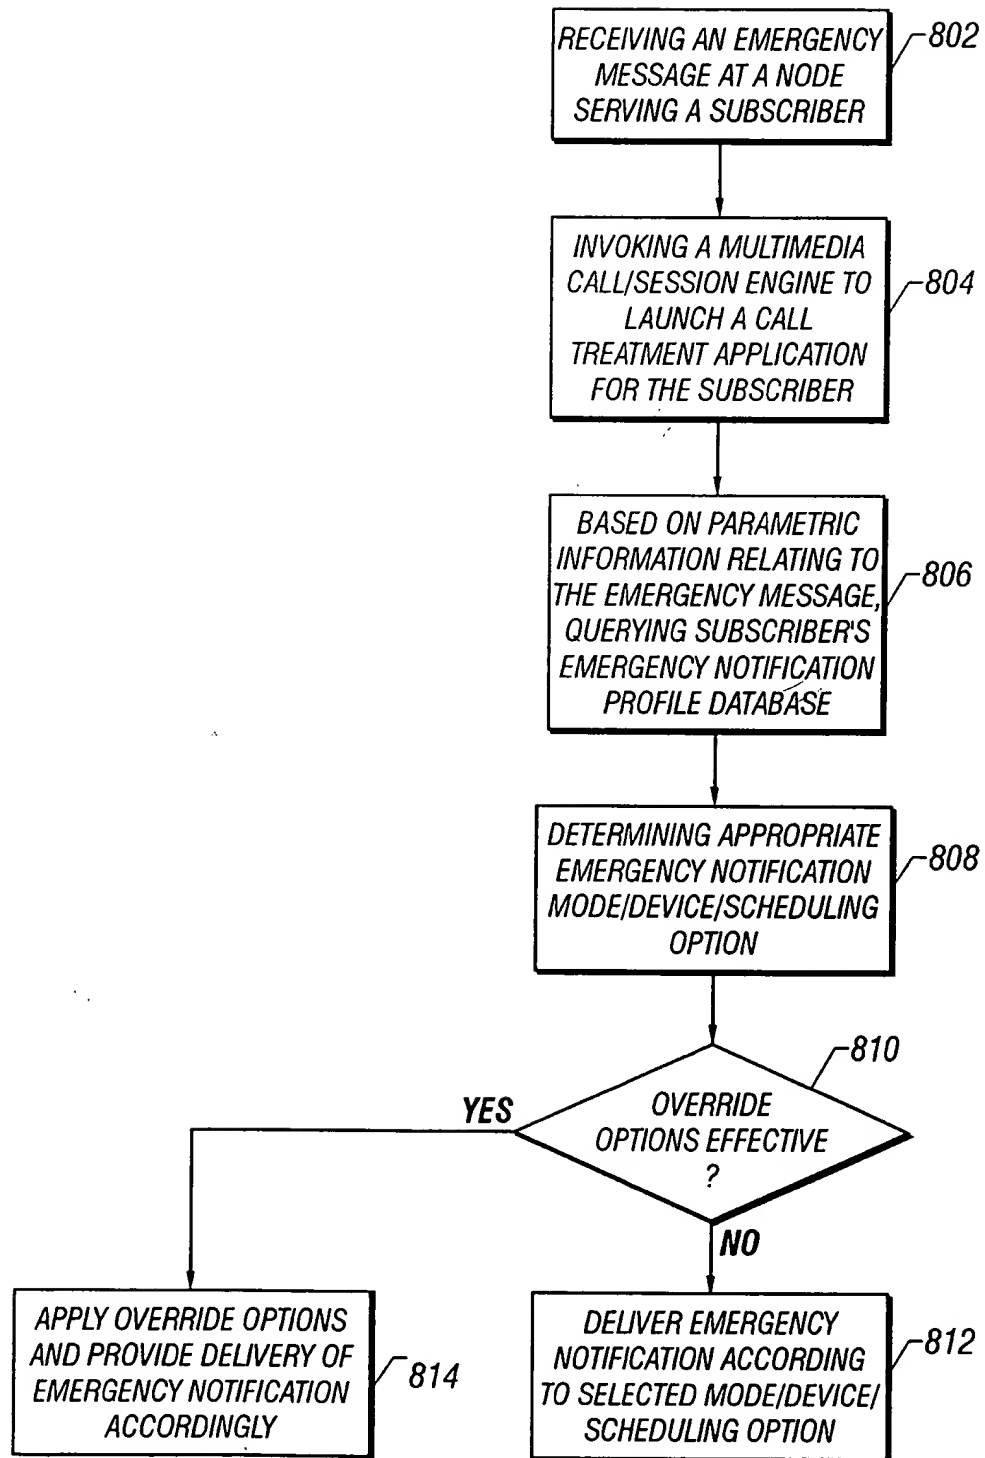 RECEIVING AN EMERGENCY
MESSAGE AT A NODE
SERVING A SUBSCRIBER
802
INVOKING A MULTIMEDIA
CALL/SESSION ENGINE TO
LAUNCH A CALL
TREATMENT APPLICATION
FOR THE SUBSCRIBER
804
BASED ON PARAMETRIC
INFORMATION RELATING TO
THE EMERGENCY MESSAGE,
QUERYING SUBSCRIBER'S
EMERGENCY NOTIFICATION
PROFILE DATABASE
806
DETERMINING APPROPRIATE
EMERGENCY NOTIFICATION
MODE/DEVICE/SCHEDULING
OPTION
808
OVERRIDE
OPTIONS EFFECTIVE
?
810
YES
NO
APPLY OVERRIDE OPTIONS
AND PROVIDE DELIVERY OF
EMERGENCY NOTIFICATION
ACCORDINGLY
814
DELIVER EMERGENCY
NOTIFICATION ACCORDING
TO SELECTED MODE/DEVICE/
SCHEDULING OPTION
812